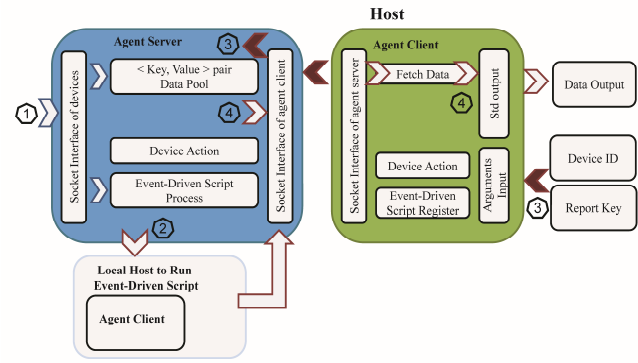 Host
Agent Server
Agent Client
3
< Key, Value > pair
Data Pool
Fetch Data
Data Output
1
4
4
Socket Interface of devices
Socket Interface of agent client
Socket Interface of agent server
Std output
Device Action
Device Action
Device ID
Event-Driven Script
Process
Event-Driven
Script Register
Arguments
Input
3
Report Key
2
Local Host to Run
Event-Driven Script
Agent Client